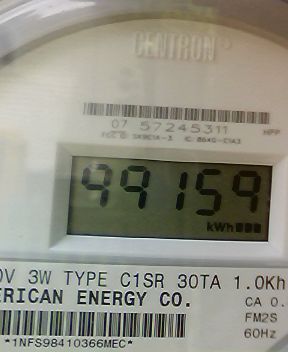 CENTRON
07 57245311
99159
kWh
0V 3W TYPE C1SR 30TA 1.0Kh
ERICAN ENERGY CO.
CA 0.
FM2S
60Hz
*1NFS98410366MEC*